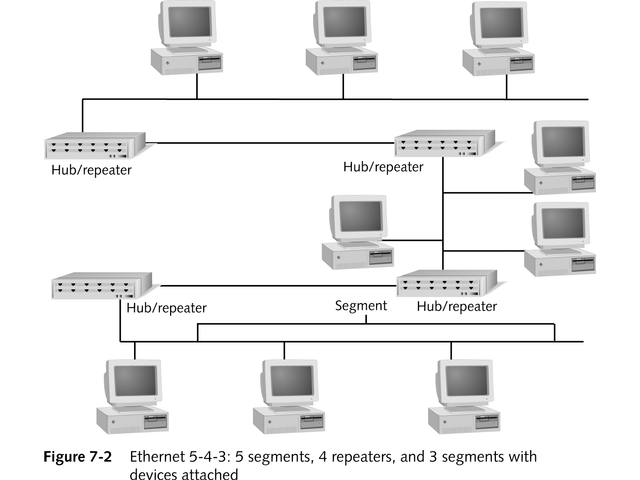 Hub/repeater
Hub/repeater
Hub/repeater
Segment
Hub/repeater
Figure 7-2 Ethernet 5-4-3: 5 segments, 4 repeaters, and 3 segments with
devices attached